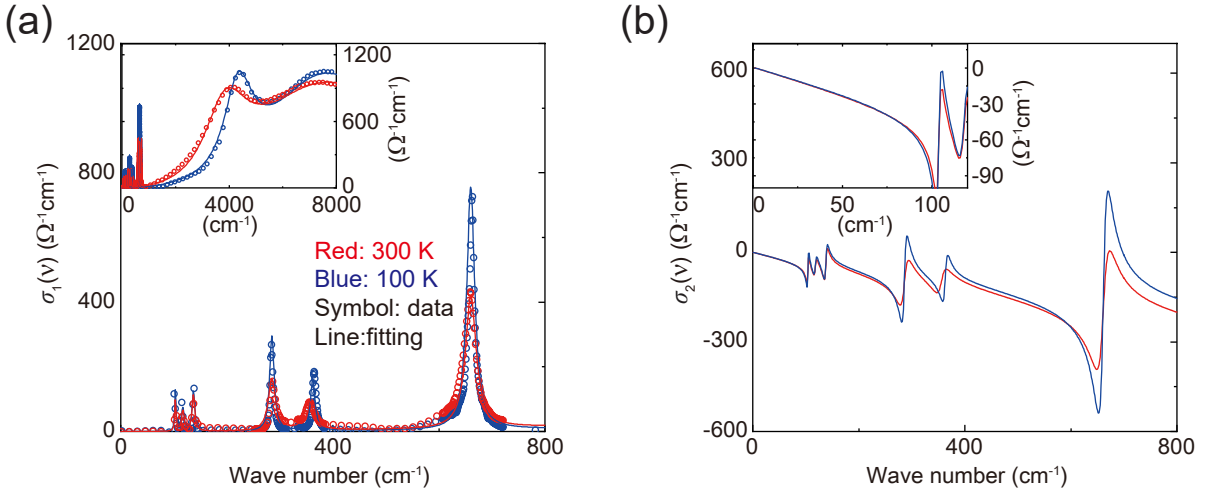 (a)
1200
800
400
0
σ₁(ν) (Ω⁻¹cm⁻¹)
1200
600
0
(Ω⁻¹cm⁻¹)
0 4000 8000
(cm⁻¹)
Red: 300 K
Blue: 100 K
Symbol: data
Line:fitting
0 400 800
Wave number (cm⁻¹)
(b)
600
300
0
-300
-600
σ₂(ν) (Ω⁻¹cm⁻¹)
0
-30
-60
-90
(Ω⁻¹cm⁻¹)
0 50 100
(cm⁻¹)
0 400 800
Wave number (cm⁻¹)